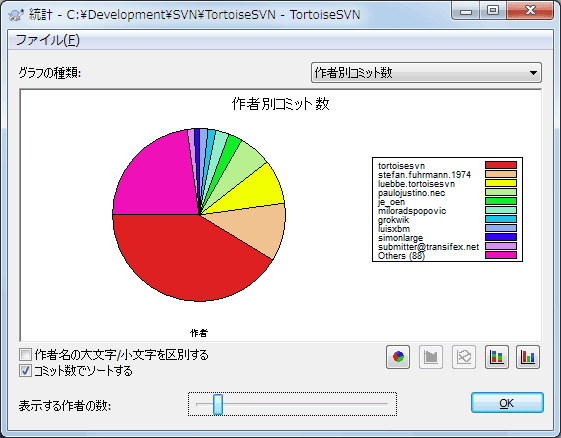 統計 - C:¥Development¥SVN¥TortoiseSVN - TortoiseSVN
ファイル(F)
グラフの種類:
作者別コミット数
作者別コミット数
tortoisesvn
stefan.fuhrmann.1974
luebbe.tortoisesvn
paulojustino.nec
je_oen
miloradspopovic
grokwik
luisxbm
simonlarge
submitter@transifex.net
Others (88)
作者
作者名の大文字/小文字を区別する
コミット数でソートする
表示する作者の数:
OK